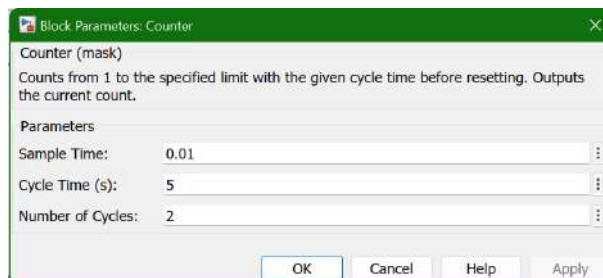 Block Parameters: Counter
Counter (mask)
Counts from 1 to the specified limit with the given cycle time before resetting. Outputs
the current count.
Parameters
Sample Time: 0.01
Cycle Time (s): 5
Number of Cycles: 2
OK Cancel Help Apply